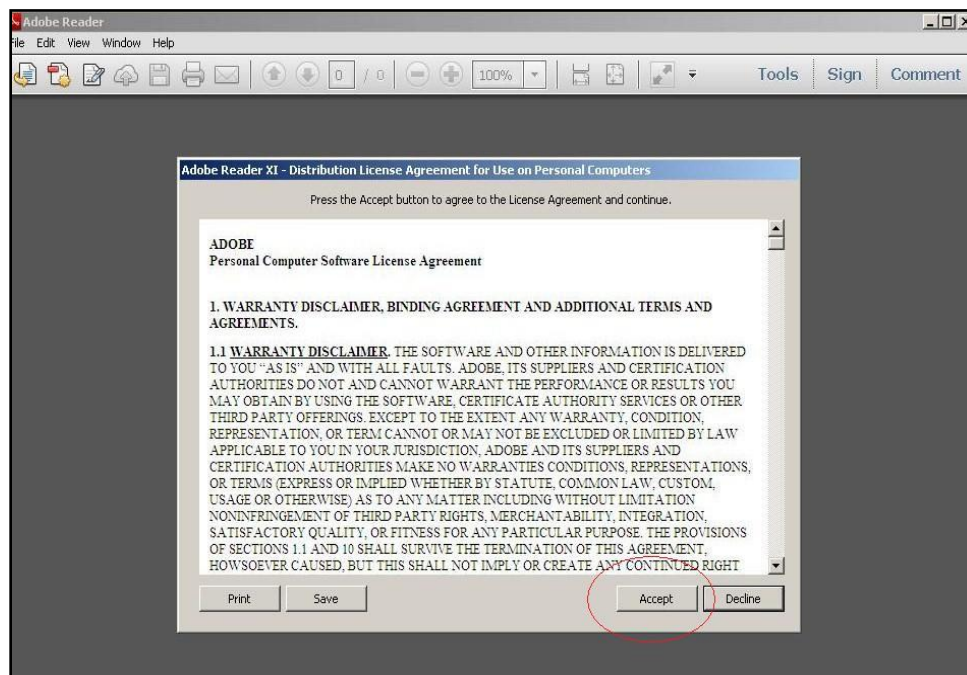 Adobe Reader
File Edit View Window Help
0 / 0 100% Tools Sign Comment
Adobe Reader XI - Distribution License Agreement for Use on Personal Computers
Press the Accept button to agree to the License Agreement and continue.
ADOBE
Personal Computer Software License Agreement
1. WARRANTY DISCLAIMER, BINDING AGREEMENT AND ADDITIONAL TERMS AND
AGREEMENTS.
1.1 WARRANTY DISCLAIMER. THE SOFTWARE AND OTHER INFORMATION IS DELIVERED
TO YOU “AS IS” AND WITH ALL FAULTS. ADOBE, ITS SUPPLIERS AND CERTIFICATION
AUTHORITIES DO NOT AND CANNOT WARRANT THE PERFORMANCE OR RESULTS YOU
MAY OBTAIN BY USING THE SOFTWARE, CERTIFICATE AUTHORITY SERVICES OR OTHER
THIRD PARTY OFFERINGS. EXCEPT TO THE EXTENT ANY WARRANTY, CONDITION,
REPRESENTATION, OR TERM CANNOT OR MAY NOT BE EXCLUDED OR LIMITED BY LAW
APPLICABLE TO YOU IN YOUR JURISDICTION, ADOBE AND ITS SUPPLIERS AND
CERTIFICATION AUTHORITIES MAKE NO WARRANTIES CONDITIONS, REPRESENTATIONS,
OR TERMS (EXPRESS OR IMPLIED WHETHER BY STATUTE, COMMON LAW, CUSTOM,
USAGE OR OTHERWISE) AS TO ANY MATTER INCLUDING WITHOUT LIMITATION
NONINFRINGEMENT OF THIRD PARTY RIGHTS, MERCHANTABILITY, INTEGRATION,
SATISFACTORY QUALITY, OR FITNESS FOR ANY PARTICULAR PURPOSE. THE PROVISIONS
OF SECTIONS 1.1 AND 10 SHALL SURVIVE THE TERMINATION OF THIS AGREEMENT,
HOWSOEVER CAUSED, BUT THIS SHALL NOT IMPLY OR CREATE ANY CONTINUED RIGHT
Print Save Accept Decline